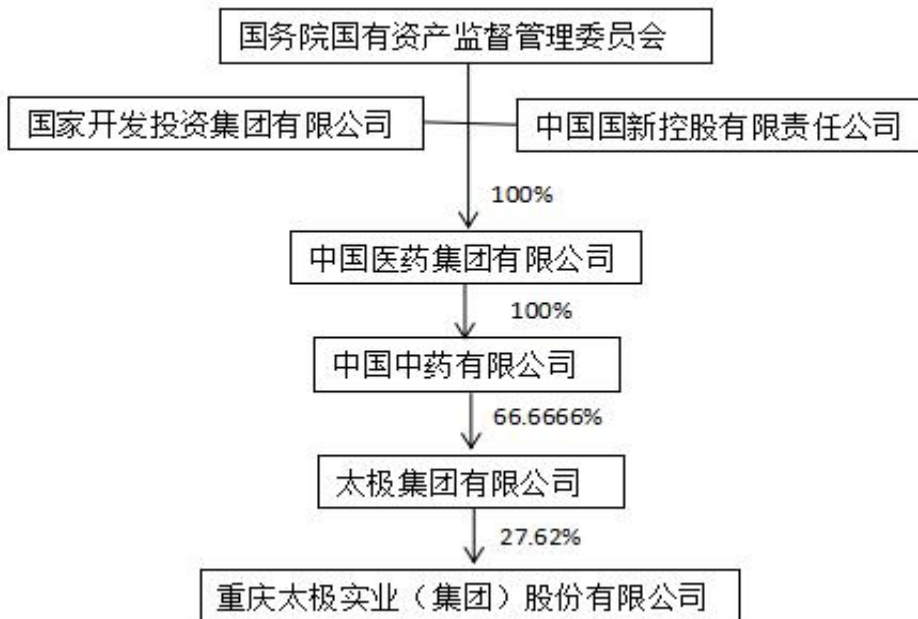 国务院国有资产监督管理委员会
国家开发投资集团有限公司
中国国新控股有限责任公司
100%
中国医药集团有限公司
100%
中国中药有限公司
66.6666%
太极集团有限公司
27.62%
重庆太极实业（集团）股份有限公司